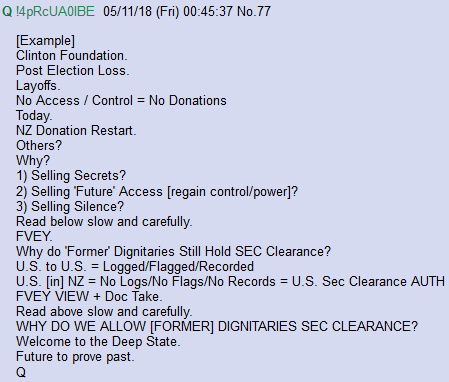 Q !4pRcUA0lBE 05/11/18 (Fri) 00:45:37 No.77
[Example]
Clinton Foundation.
Post Election Loss.
Layoffs.
No Access / Control = No Donations
Today.
NZ Donation Restart.
Others?
Why?
1) Selling Secrets?
2) Selling 'Future' Access [regain control/power]?
3) Selling Silence?
Read below slow and carefully.
FVEY.
Why do 'Former' Dignitaries Still Hold SEC Clearance?
U.S. to U.S. = Logged/Flagged/Recorded
U.S. [in] NZ = No Logs/No Flags/No Records = U.S. Sec Clearance AUTH
FVEY VIEW + Doc Take.
Read above slow and carefully.
WHY DO WE ALLOW [FORMER] DIGNITARIES SEC CLEARANCE?
Welcome to the Deep State.
Future to prove past.
Q